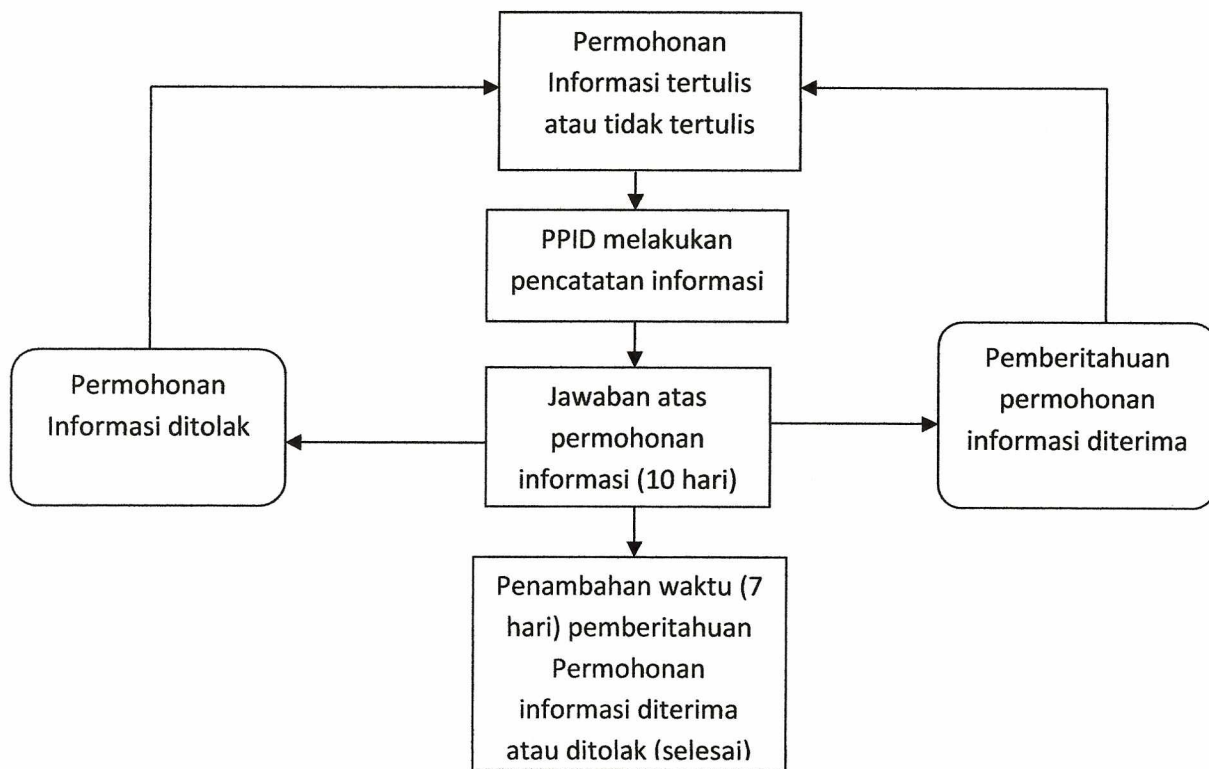 Permohonan
Informasi tertulis
atau tidak tertulis
PPID melakukan
pencatatan informasi
Permohonan
Informasi ditolak
Jawaban atas
permohonan
informasi (10 hari)
Pemberitahuan
permohonan
informasi diterima
Penambahan waktu (7
hari) pemberitahuan
Permohonan
informasi diterima
atau ditolak (selesai)